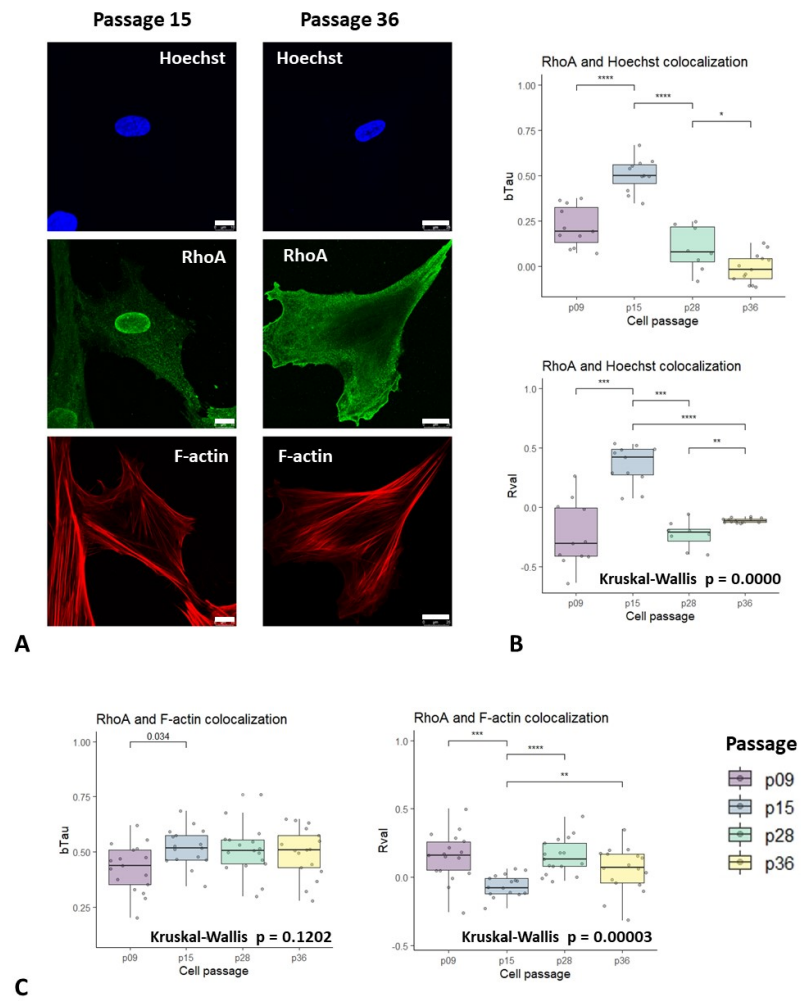 Passage 15
Passage 36
Hoechst
Hoechst
RhoA
RhoA
F-actin
F-actin
A
RhoA and Hoechst colocalization
1.00
0.75
0.50
0.25
0.00
bTau
****
****
*
p09
p15
p28
p36
Cell passage
RhoA and Hoechst colocalization
1.0
0.5
0.0
-0.5
Rval
***
***
****
**
Kruskal-Wallis p = 0.0000
p09
p15
p28
p36
Cell passage
B
RhoA and F-actin colocalization
1.00
0.75
0.50
0.25
bTau
0.034
Kruskal-Wallis p = 0.1202
p09
p15
p28
p36
Cell passage
RhoA and F-actin colocalization
1.0
0.5
0.0
-0.5
Rval
***
****
**
Kruskal-Wallis p = 0.00003
p09
p15
p28
p36
Cell passage
Passage
p09
p15
p28
p36
C